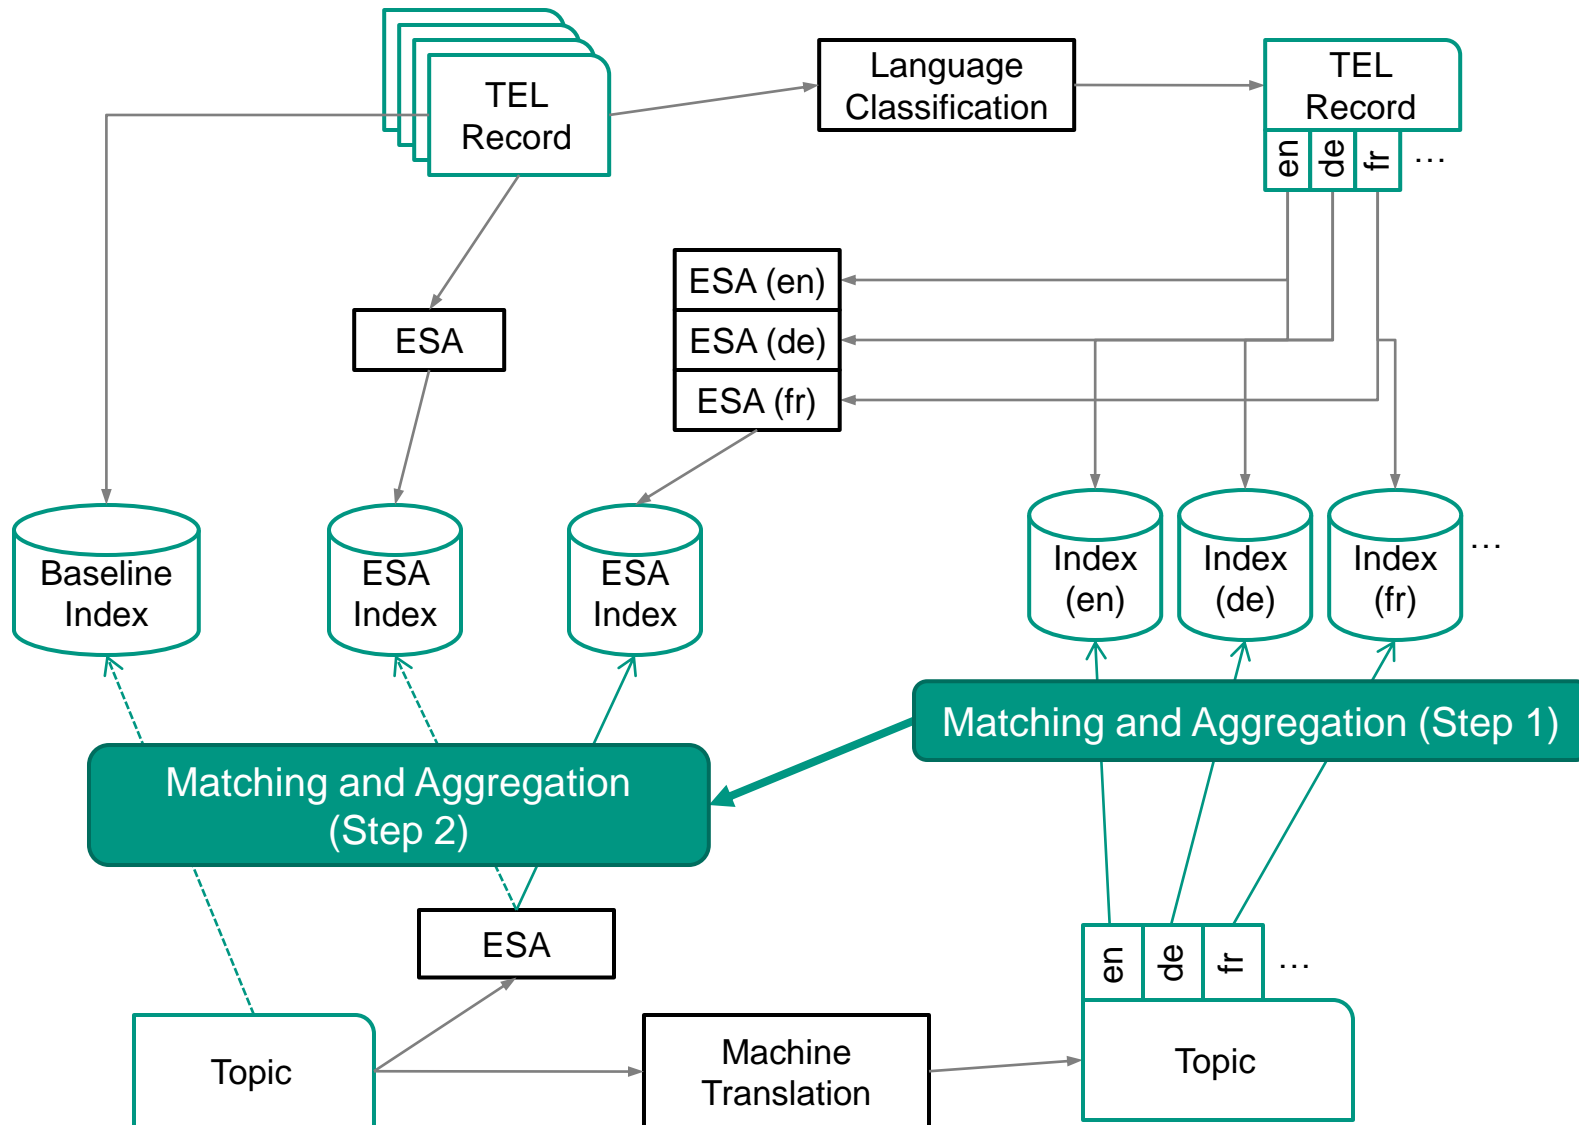 TEL
Record
Language
Classification
TEL
Record
en
de
fr
...
ESA (en)
ESA (de)
ESA (fr)
ESA
Baseline
Index
ESA
Index
ESA
Index
Index
(en)
Index
(de)
Index
(fr)
...
Matching and Aggregation (Step 1)
Matching and Aggregation
(Step 2)
ESA
en
de
fr
...
Topic
Machine
Translation
Topic